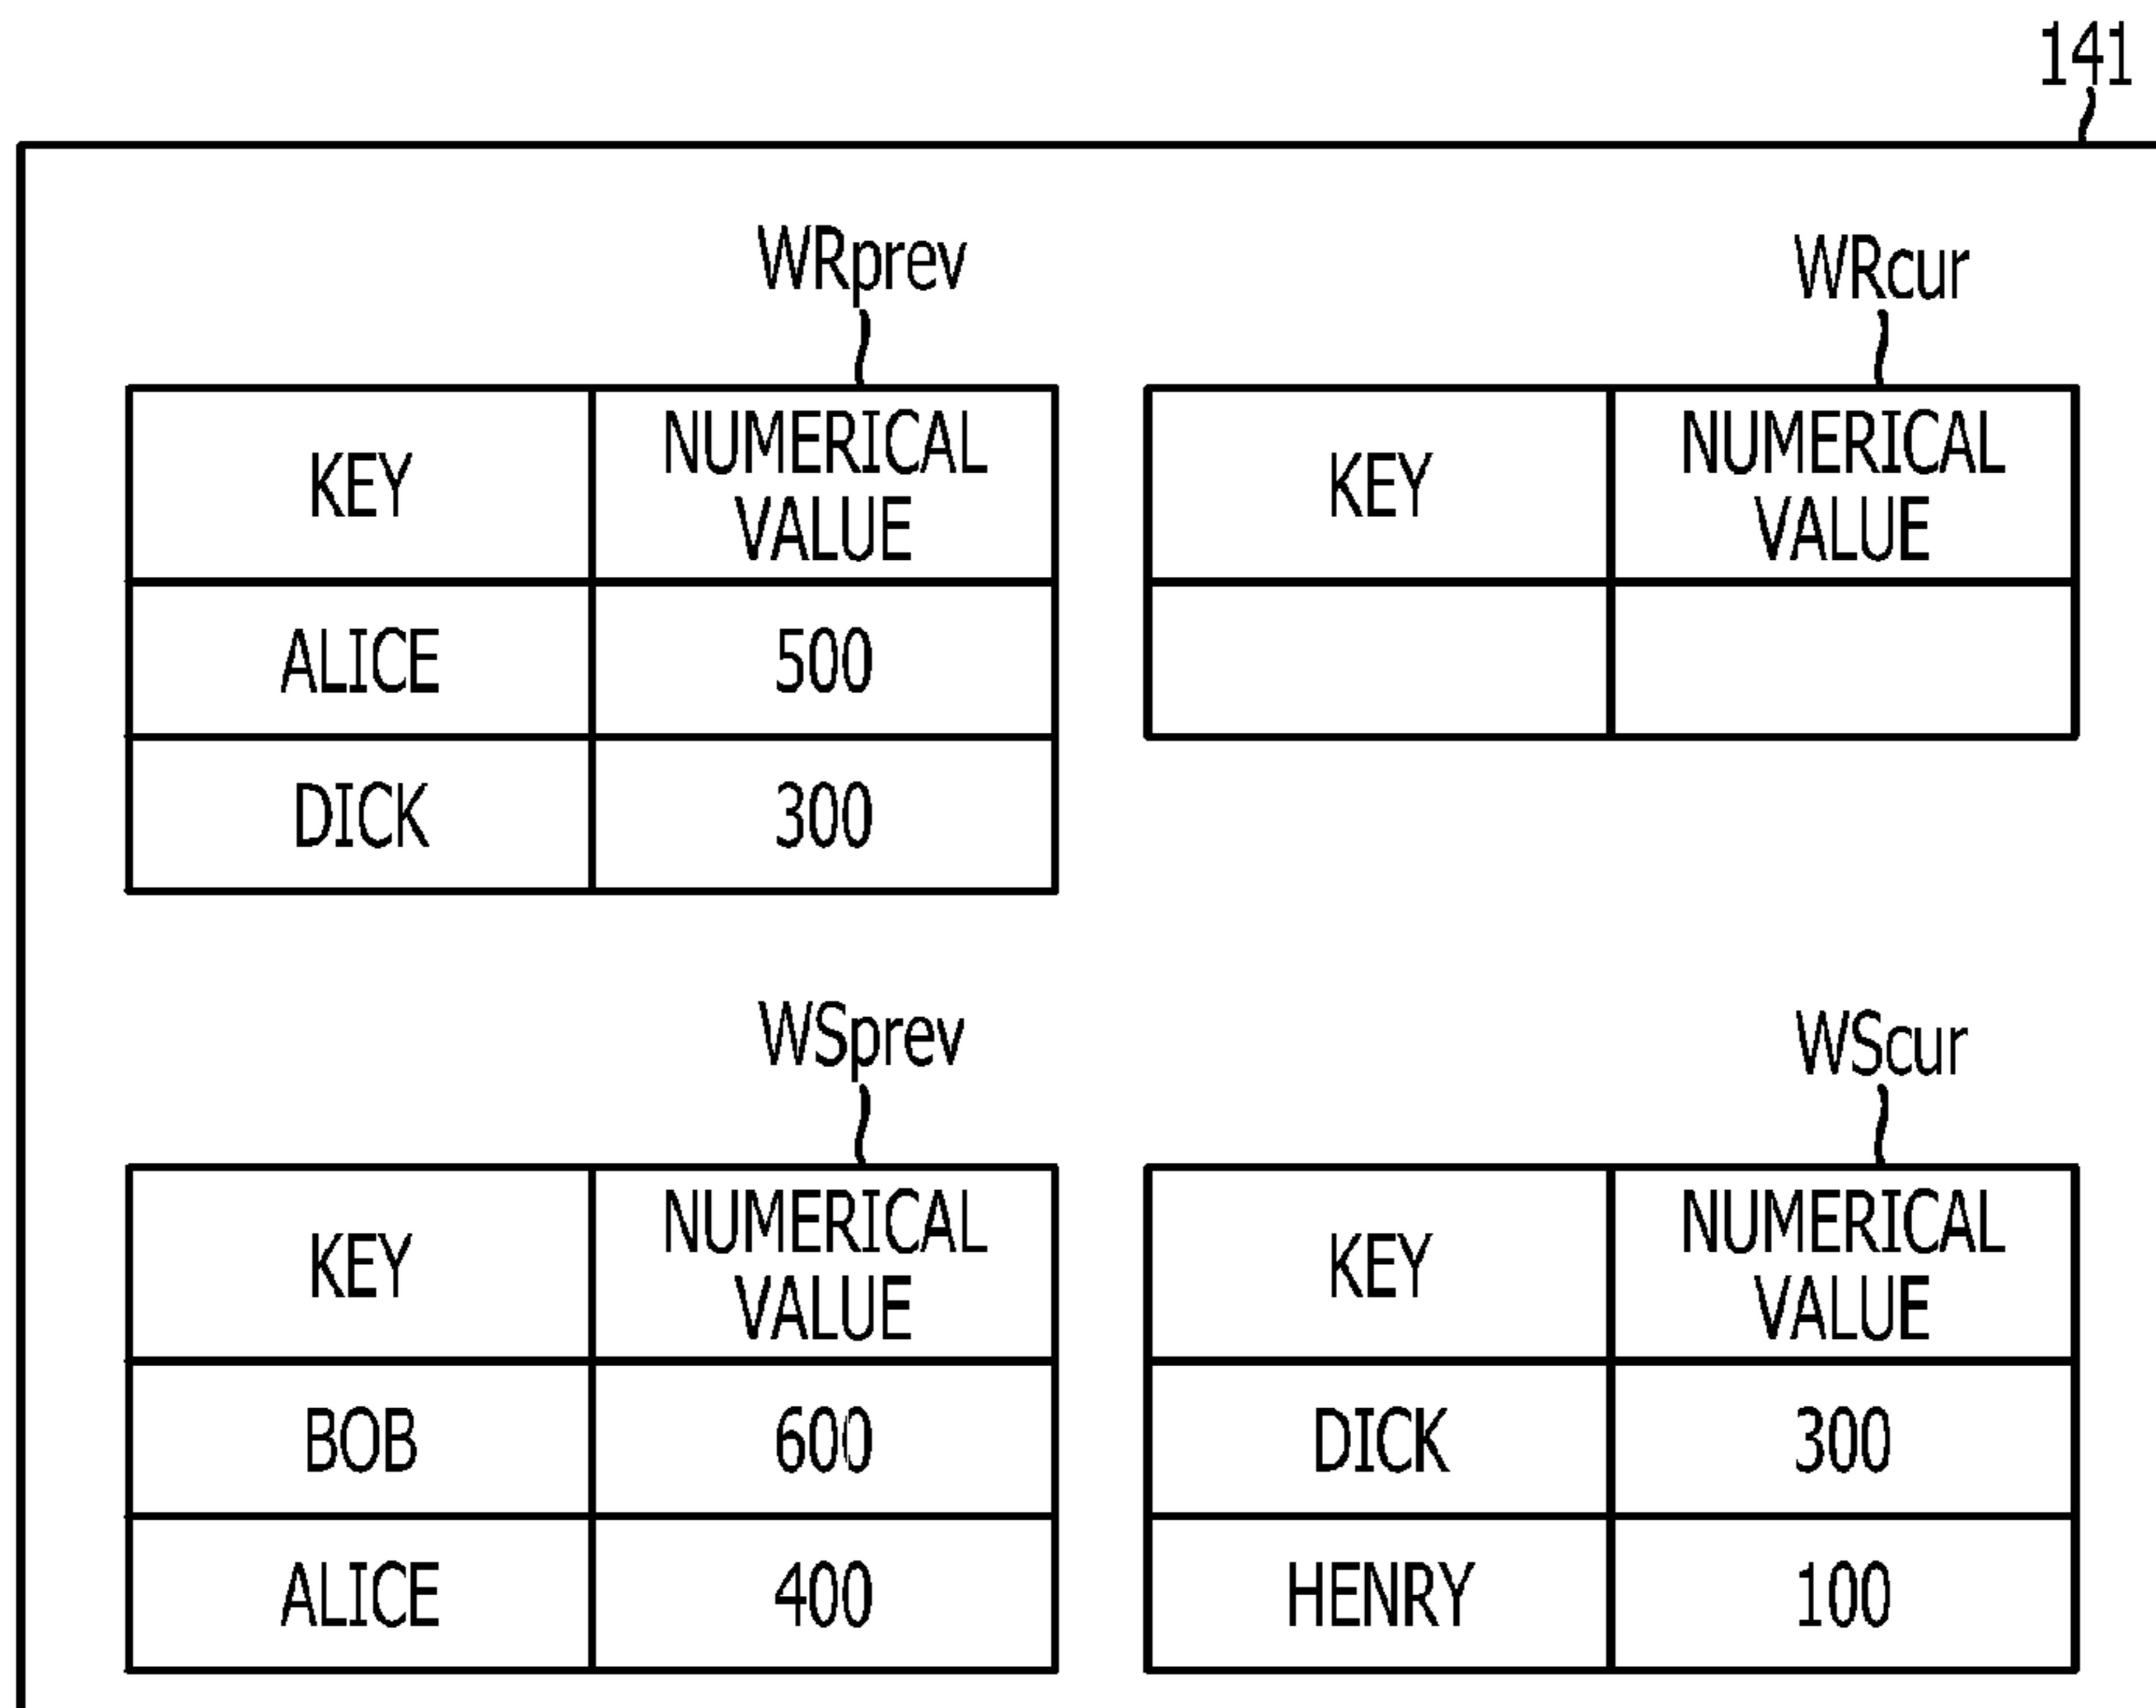 141
WRprev
WRcur
KEY
NUMERICAL
VALUE
ALICE
500
DICK
300
KEY
NUMERICAL
VALUE
WSprev
WScur
KEY
NUMERICAL
VALUE
BOB
600
ALICE
400
KEY
NUMERICAL
VALUE
DICK
300
HENRY
100